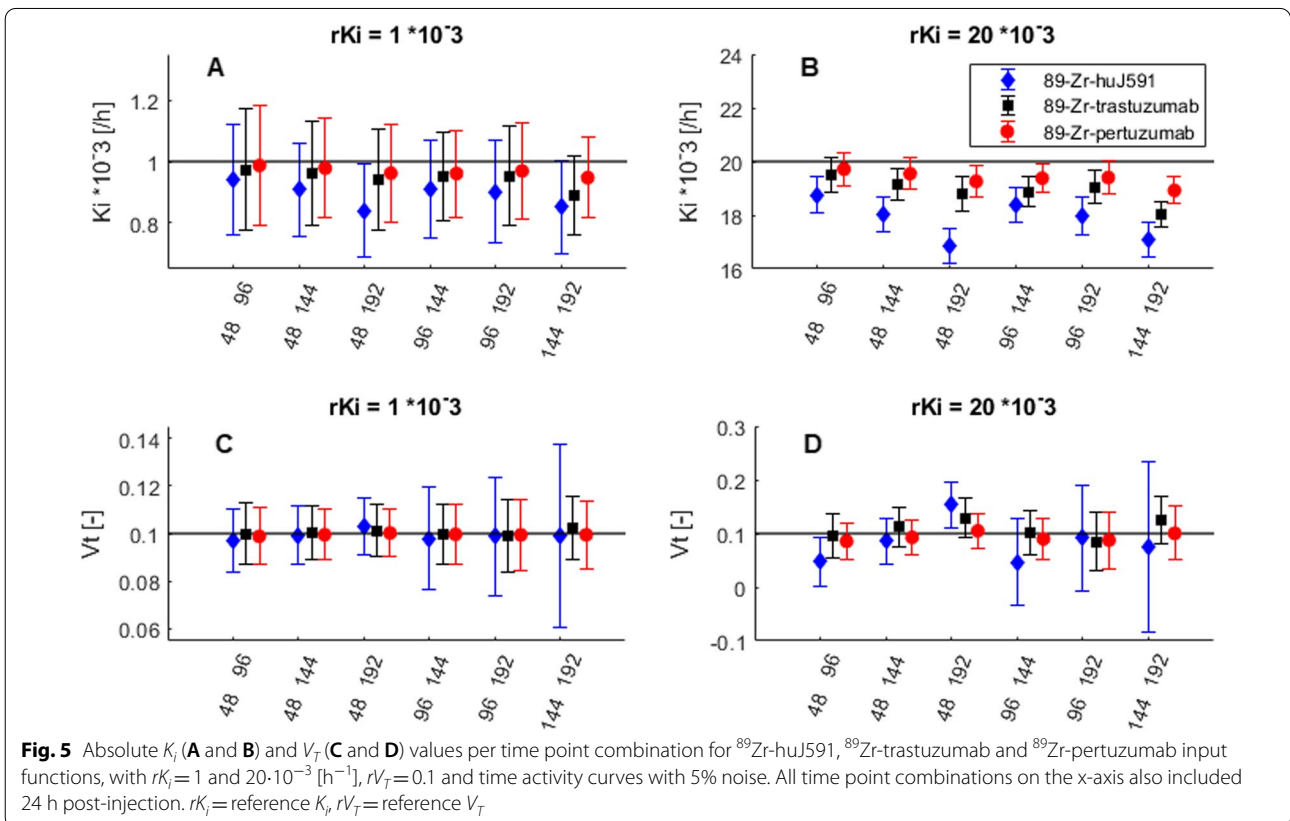 rKi = 1 *10⁻3
A
Ki *10⁻3 [/h]
1.2
1
0.8
48 96
48 144
48 192
96 144
96 192
144 192
rKi = 20 *10⁻3
B
89-Zr-huJ591
89-Zr-trastuzumab
89-Zr-pertuzumab
Ki *10⁻3 [/h]
24
22
20
18
16
48 96
48 144
48 192
96 144
96 192
144 192
rKi = 1 *10⁻3
C
Vt [-]
0.14
0.12
0.1
0.08
0.06
48 96
48 144
48 192
96 144
96 192
144 192
rKi = 20 *10⁻3
D
Vt [-]
0.3
0.2
0.1
0
-0.1
48 96
48 144
48 192
96 144
96 192
144 192
Fig. 5 Absolute Kᵢ (A and B) and V_T (C and D) values per time point combination for ⁸⁹Zr-huJ591, ⁸⁹Zr-trastuzumab and ⁸⁹Zr-pertuzumab input
functions, with rKᵢ = 1 and 20·10⁻³ [h⁻¹], rV_T = 0.1 and time activity curves with 5% noise. All time point combinations on the x-axis also included
24 h post-injection. rKᵢ = reference Kᵢ, rV_T = reference V_T